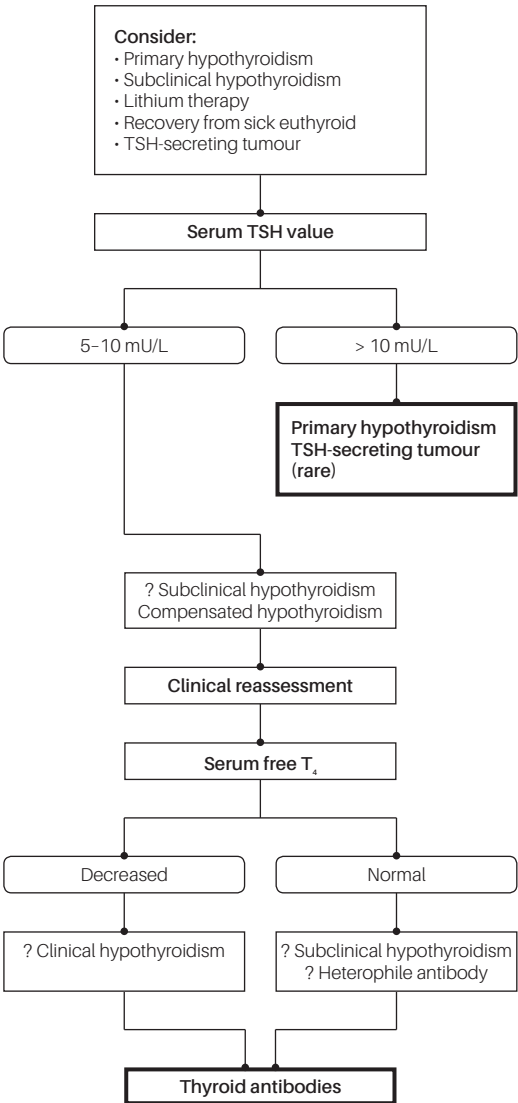 Consider:
• Primary hypothyroidism
• Subclinical hypothyroidism
• Lithium therapy
• Recovery from sick euthyroid
• TSH-secreting tumour
Serum TSH value
5–10 mU/L
> 10 mU/L
Primary hypothyroidism
TSH-secreting tumour
(rare)
? Subclinical hypothyroidism
Compensated hypothyroidism
Clinical reassessment
Serum free T₄
Decreased
Normal
? Clinical hypothyroidism
? Subclinical hypothyroidism
? Heterophile antibody
Thyroid antibodies